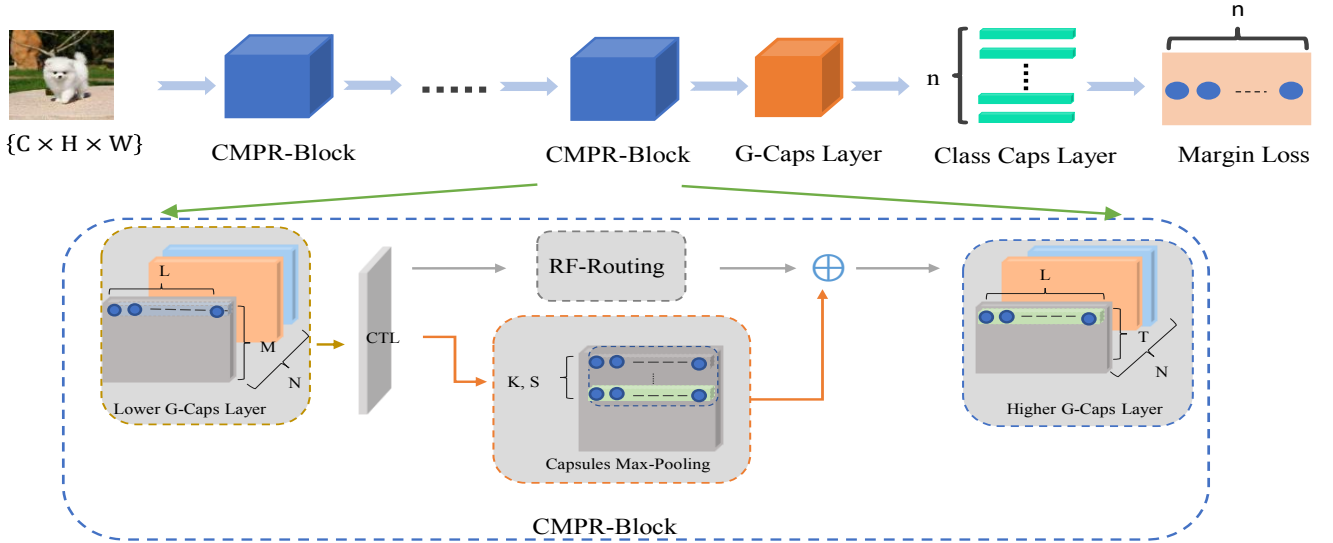 n
n
{C × H × W}
CMPR-Block
CMPR-Block
G-Caps Layer
Class Caps Layer
Margin Loss
L
M
N
Lower G-Caps Layer
CTL
RF-Routing
K, S
Capsules Max-Pooling
L
T
N
Higher G-Caps Layer
CMPR-Block